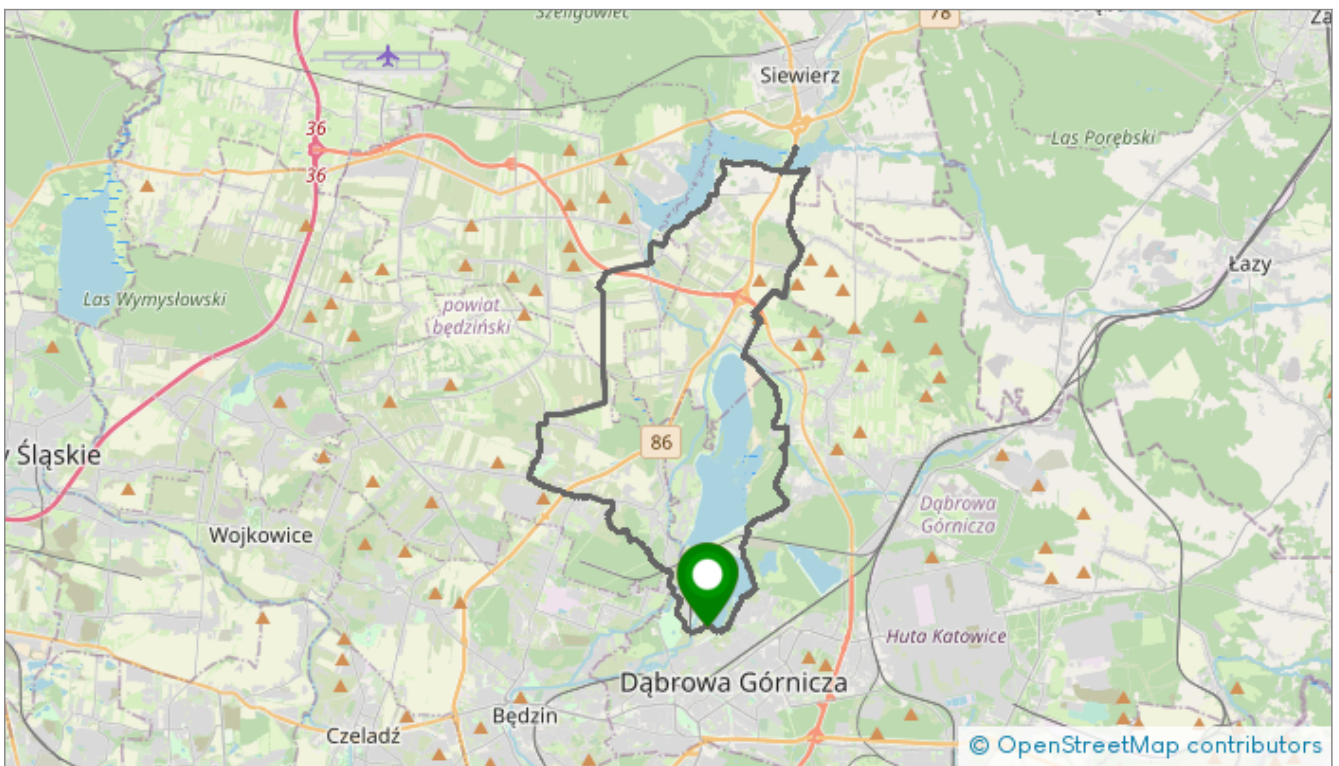 Szeligowiec
78
Siewierz
36
36
Las Porębski
Łazy
Las Wymysłowski
powiat
będziński
86
y Śląskie
Dąbrowa
Górnicza
Wojkowice
Huta Katowice
Dąbrowa Górnicza
Będzin
Czeladź
© OpenStreetMap contributors